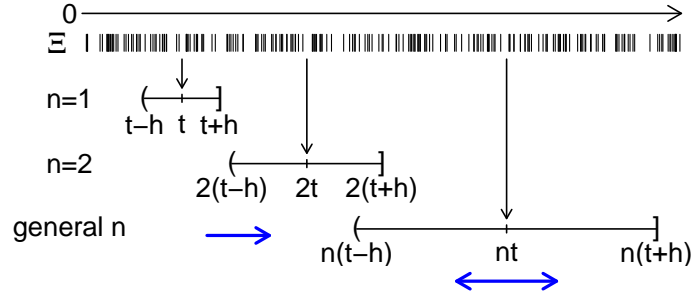 0
Ξ
n=1
t−h t t+h
n=2
2(t−h) 2t 2(t+h)
general n
n(t−h) nt n(t+h)